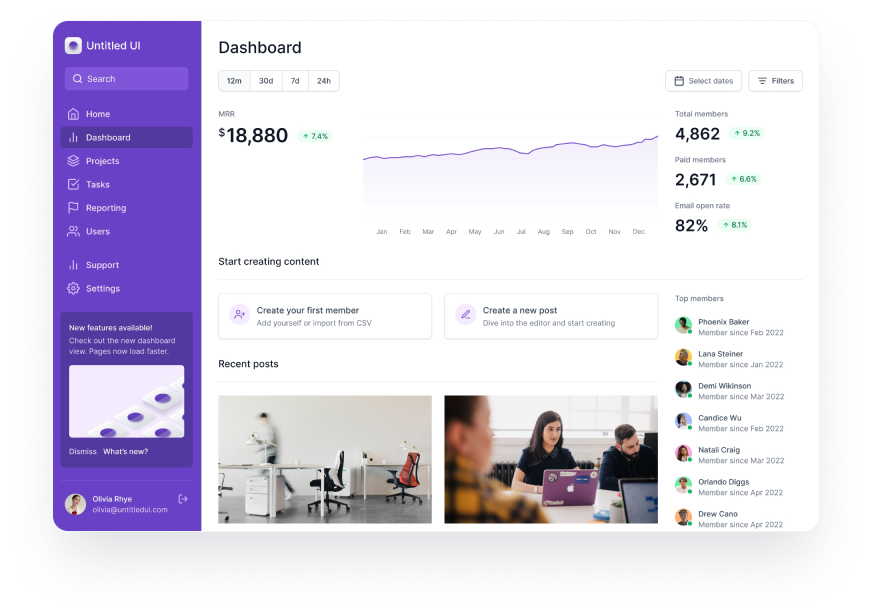 Untitled UI
Search
Home
Dashboard
Projects
Tasks
Reporting
Users
Support
Settings
New features available!
Check out the new dashboard
view. Pages now load faster.
Dismiss What's new?
Olivia Rhye
olivia@untitledui.com
Dashboard
12m 30d 7d 24h
Select dates
Filters
MRR
$18,880
7.4%
Jan Feb Mar Apr May Jun Jul Aug Sep Oct Nov Dec
Total members
4,862
9.2%
Paid members
2,671
6.6%
Email open rate
82%
8.1%
Start creating content
Create your first member
Add yourself or import from CSV
Create a new post
Dive into the editor and start creating
Recent posts
Top members
Phoenix Baker
Member since Feb 2022
Lana Steiner
Member since Jan 2022
Demi Wikinson
Member since Mar 2022
Candice Wu
Member since Feb 2022
Natali Craig
Member since Mar 2022
Orlando Diggs
Member since Apr 2022
Drew Cano
Member since Apr 2022